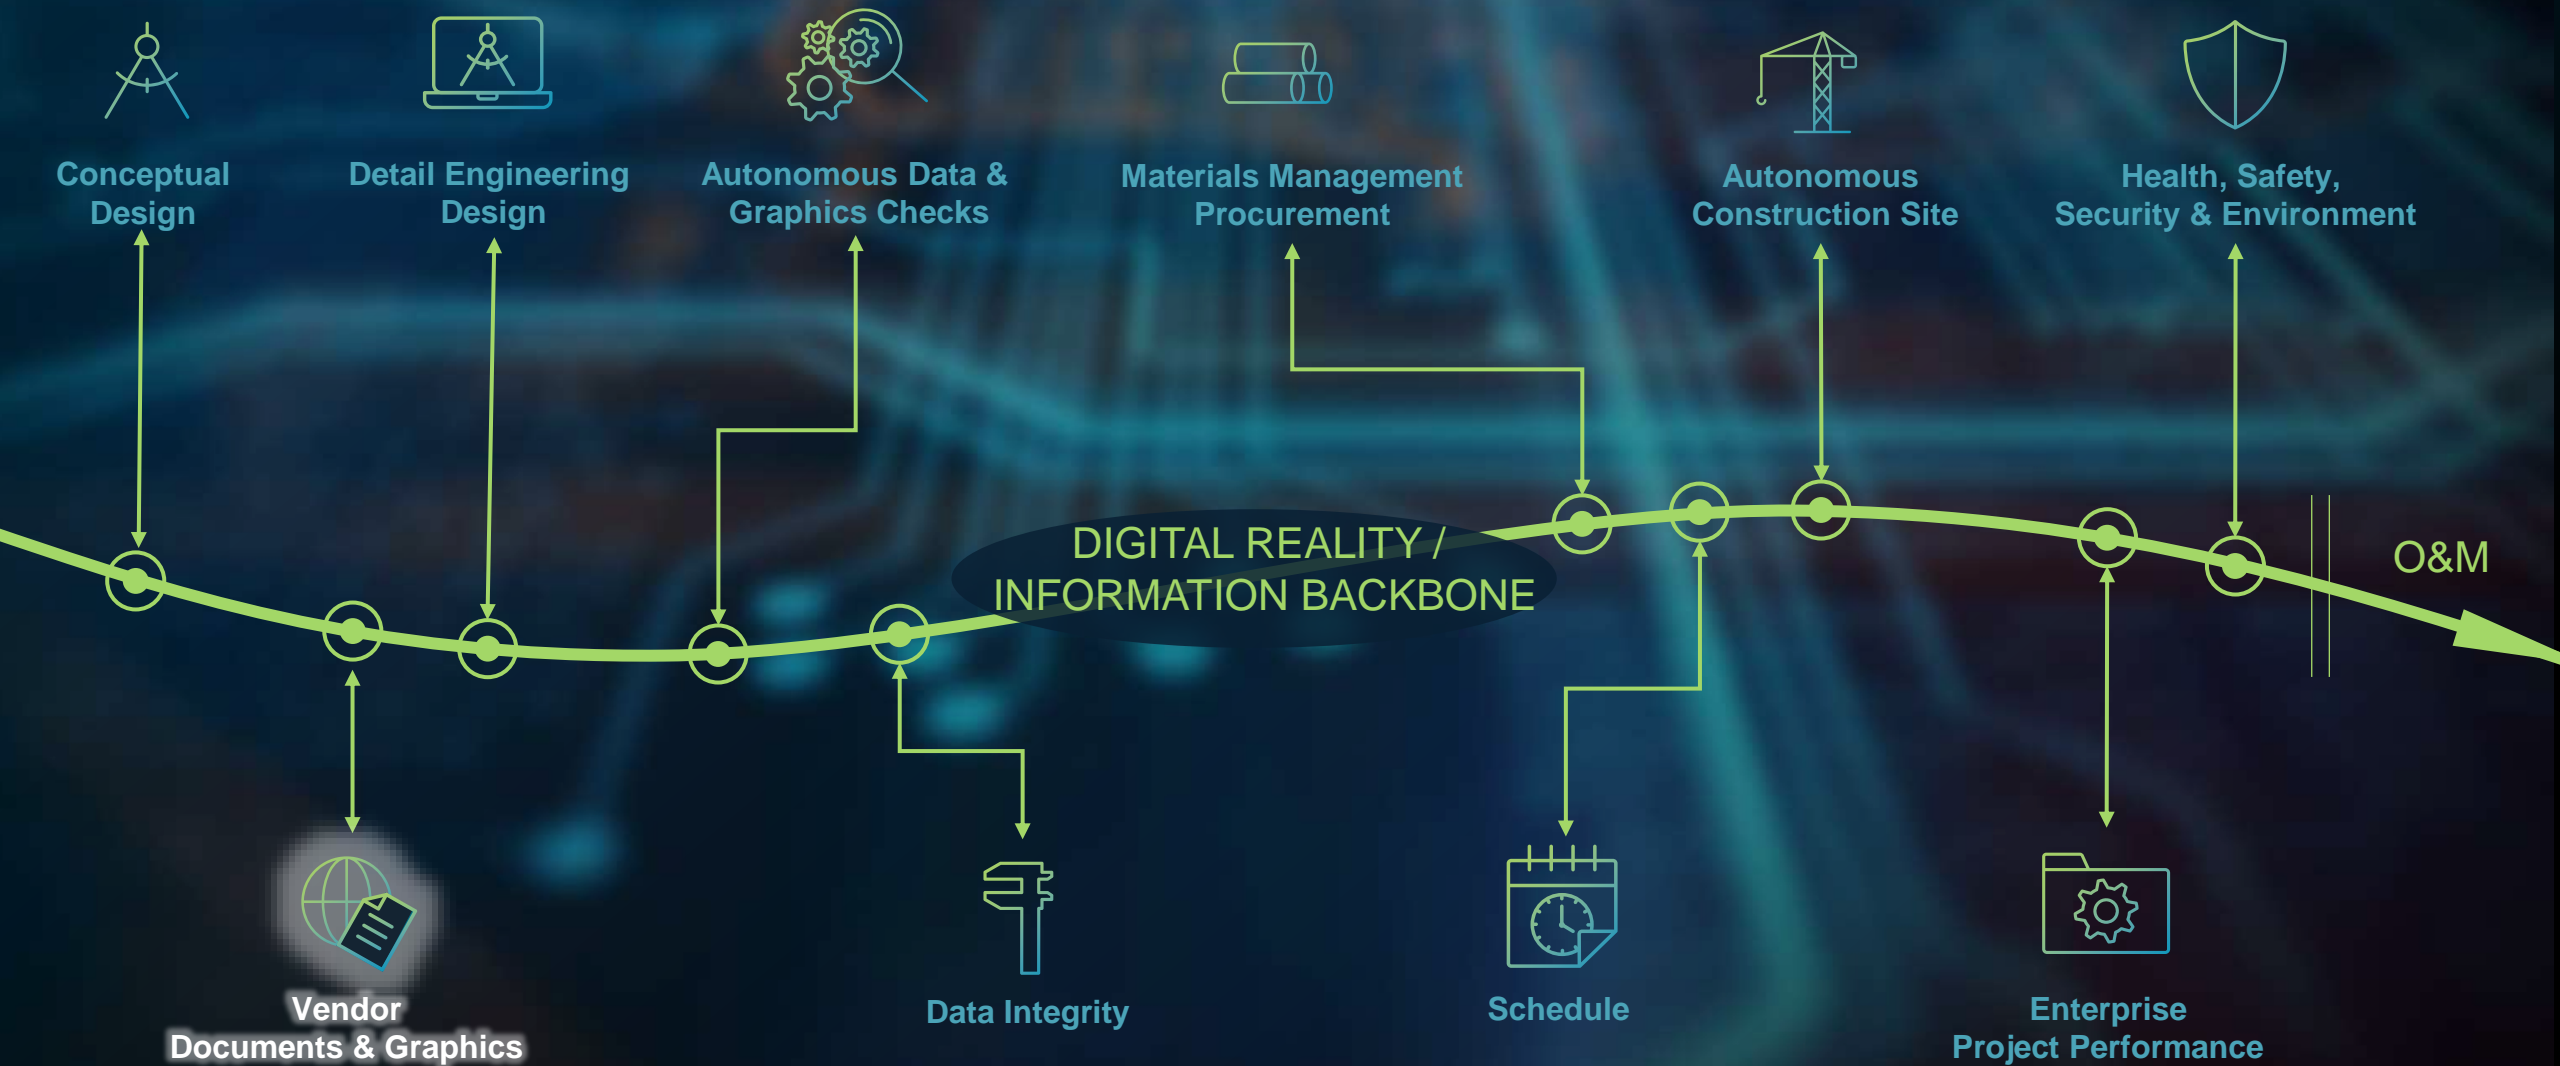 Conceptual
Design
Detail Engineering
Design
Autonomous Data &
Graphics Checks
Materials Management
Procurement
Autonomous
Construction Site
Health, Safety,
Security & Environment
DIGITAL REALITY /
INFORMATION BACKBONE
O&M
Vendor
Documents & Graphics
Data Integrity
Schedule
Enterprise
Project Performance